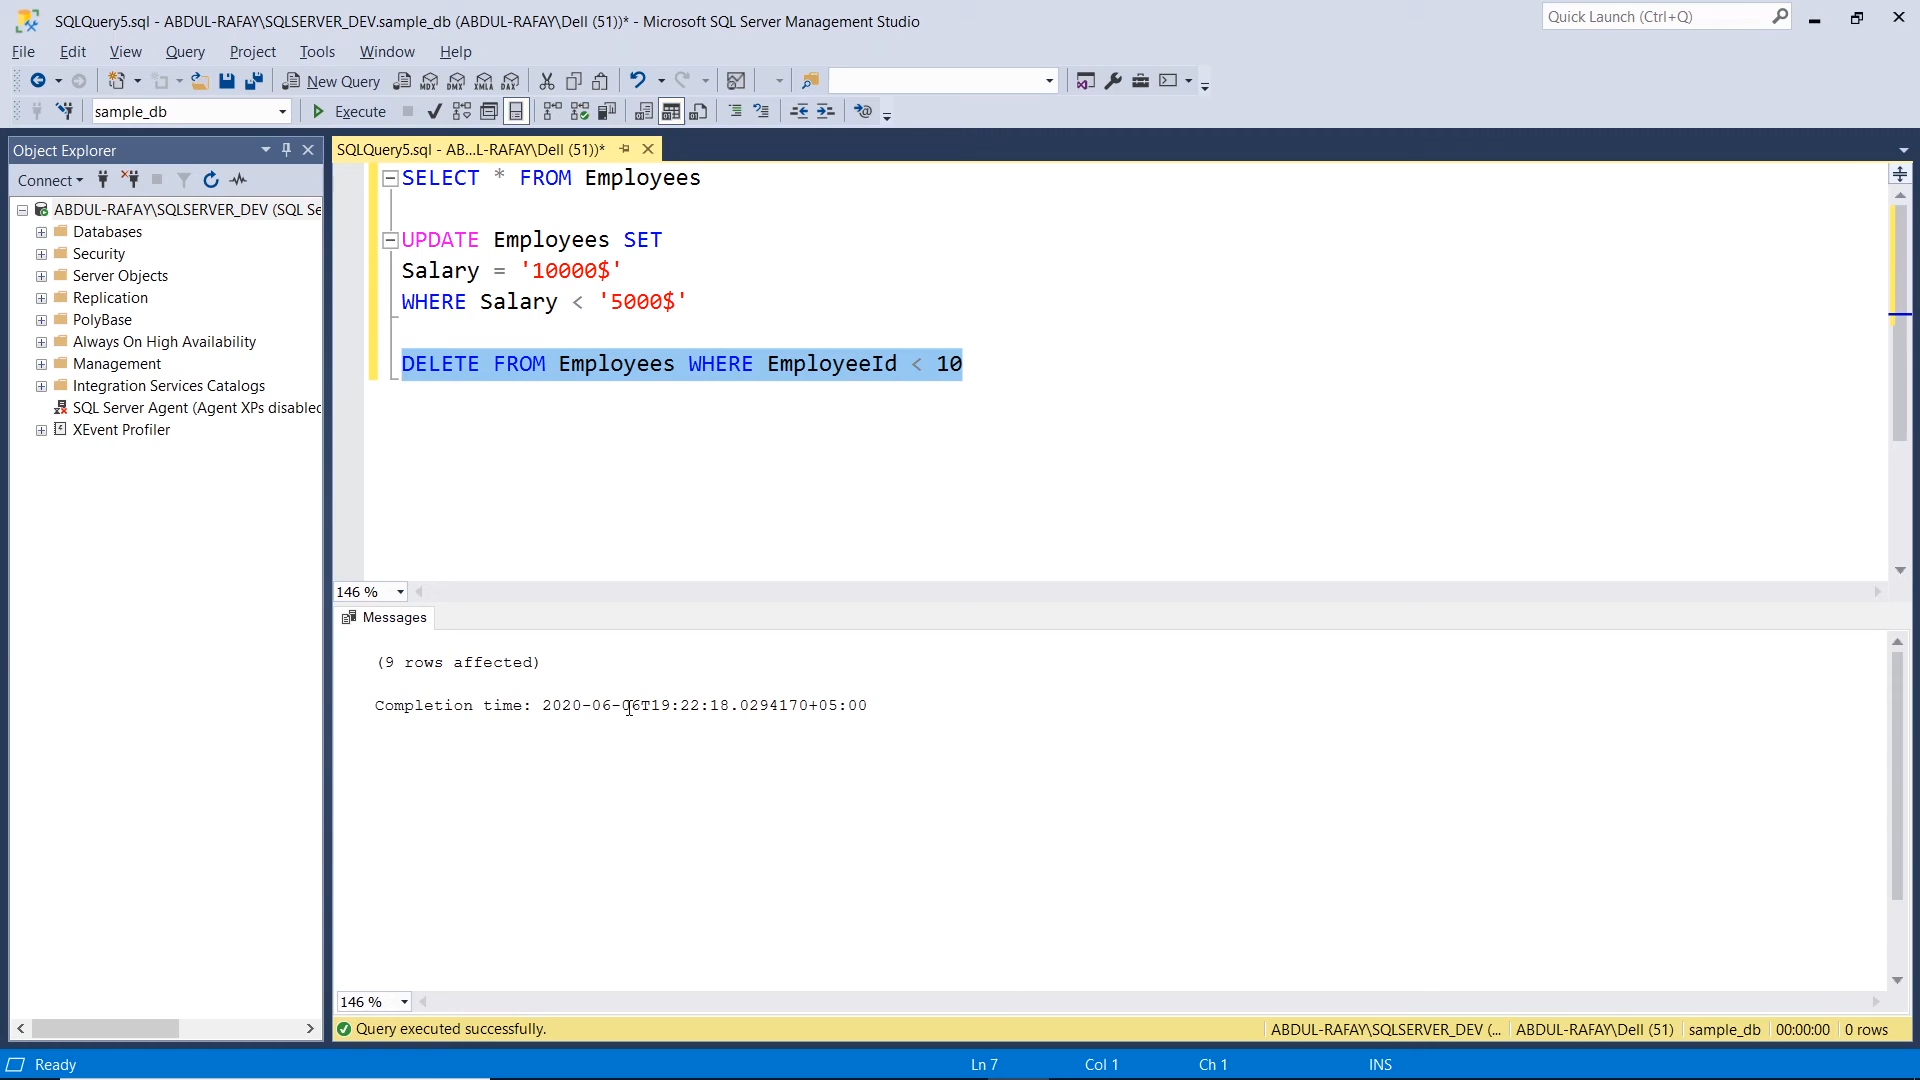 SQLQuery5.sql - ABDUL-RAFAY\SQLSERVER_DEV.sample_db (ABDUL-RAFAY\Dell (51))* - Microsoft SQL Server Management Studio
Quick Launch (Ctrl+Q)
File Edit View Query Project Tools Window Help
New Query MDX DMX XMLA DAX
sample_db Execute
Object Explorer
SQLQuery5.sql - AB...L-RAFAY\Dell (51))*
Connect
ABDUL-RAFAY\SQLSERVER_DEV (SQL Se
Databases
Security
Server Objects
Replication
PolyBase
Always On High Availability
Management
Integration Services Catalogs
SQL Server Agent (Agent XPs disabled
XEvent Profiler
SELECT * FROM Employees
UPDATE Employees SET
Salary = '10000$'
WHERE Salary < '5000$'
DELETE FROM Employees WHERE EmployeeId < 10
146 %
Messages
(9 rows affected)
Completion time: 2020-06-06T19:22:18.0294170+05:00
146 %
Query executed successfully.
ABDUL-RAFAY\SQLSERVER_DEV (... ABDUL-RAFAY\Dell (51) sample_db 00:00:00 0 rows
Ready Ln 7 Col 1 Ch 1 INS